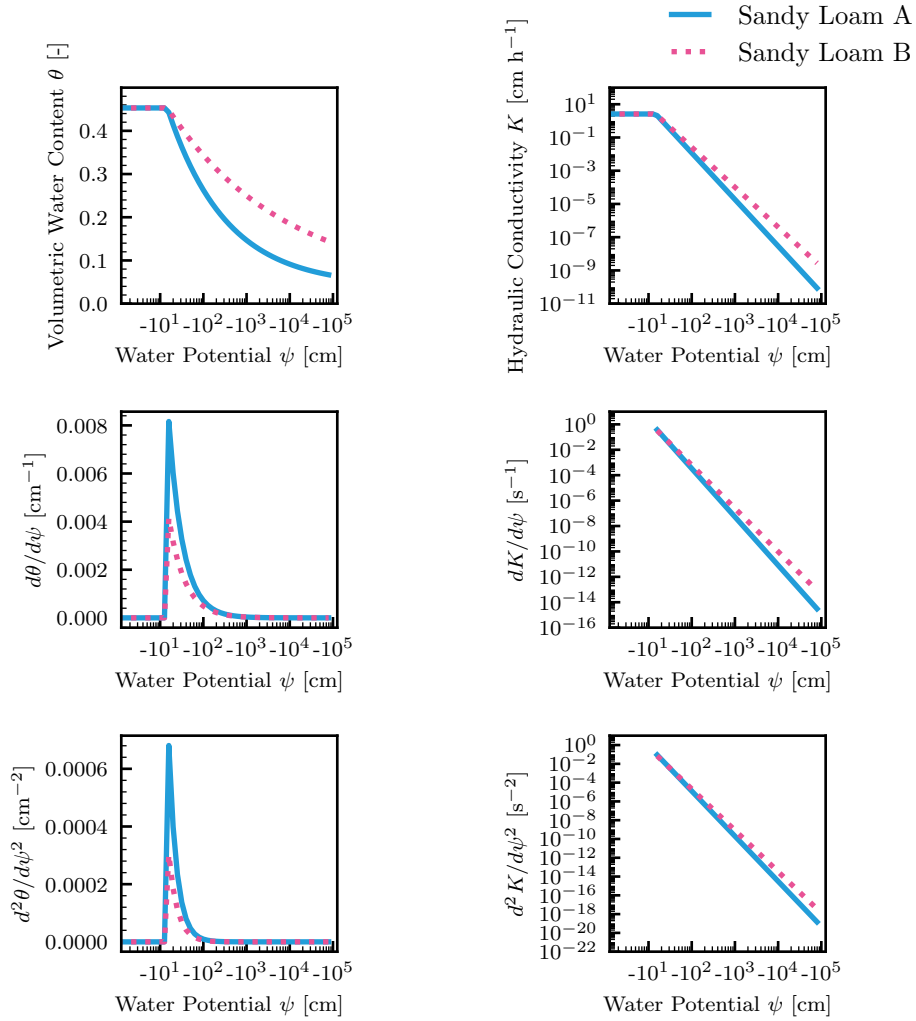 Sandy Loam A
Sandy Loam B
Volumetric Water Content θ [-]
0.4
0.3
0.2
0.1
0.0
-10¹ -10² -10³ -10⁴ -10⁵
Water Potential ψ [cm]
Hydraulic Conductivity K [cm h⁻¹]
10¹
10⁻¹
10⁻³
10⁻⁵
10⁻⁷
10⁻⁹
10⁻¹¹
-10¹ -10² -10³ -10⁴ -10⁵
Water Potential ψ [cm]
dθ/dψ [cm⁻¹]
0.008
0.006
0.004
0.002
0.000
-10¹ -10² -10³ -10⁴ -10⁵
Water Potential ψ [cm]
dK/dψ [s⁻¹]
10⁰
10⁻²
10⁻⁴
10⁻⁶
10⁻⁸
10⁻¹⁰
10⁻¹²
10⁻¹⁴
10⁻¹⁶
-10¹ -10² -10³ -10⁴ -10⁵
Water Potential ψ [cm]
d²θ/dψ² [cm⁻²]
0.0006
0.0004
0.0002
0.0000
-10¹ -10² -10³ -10⁴ -10⁵
Water Potential ψ [cm]
d²K/dψ² [s⁻²]
10⁰
10⁻²
10⁻⁴
10⁻⁶
10⁻⁸
10⁻¹⁰
10⁻¹²
10⁻¹⁴
10⁻¹⁶
10⁻¹⁸
10⁻²⁰
10⁻²²
-10¹ -10² -10³ -10⁴ -10⁵
Water Potential ψ [cm]